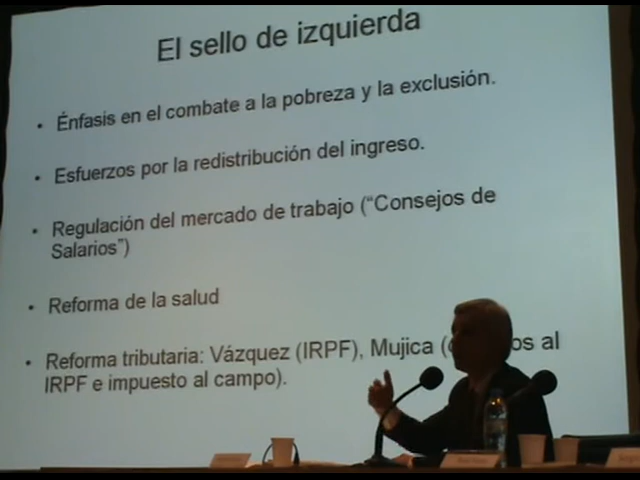 El sello de izquierda
• Énfasis en el combate a la pobreza y la exclusión.
• Esfuerzos por la redistribución del ingreso.
• Regulación del mercado de trabajo (“Consejos de
Salarios”)
• Reforma de la salud
• Reforma tributaria: Vázquez (IRPF), Mujica ( os al
IRPF e impuesto al campo).